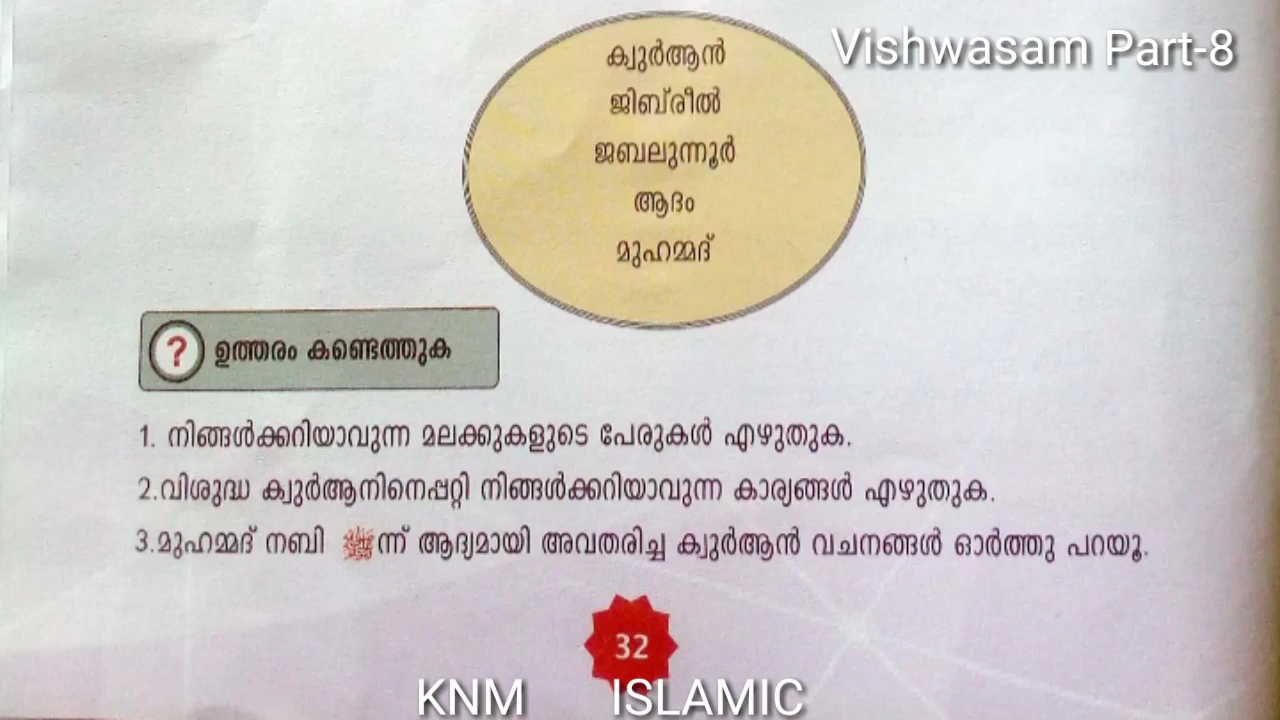 Vishwasam Part-8
ക്വുർആൻ
ജിബ്‌രീൽ
ജബലുന്നൂർ
ആദം
മുഹമ്മദ്
? ഉത്തരം കണ്ടെത്തുക
1. നിങ്ങൾക്കറിയാവുന്ന മലക്കുകളുടെ പേരുകൾ എഴുതുക.
2.വിശുദ്ധ ക്വുർആനിനെപ്പറ്റി നിങ്ങൾക്കറിയാവുന്ന കാര്യങ്ങൾ എഴുതുക.
3.മുഹമ്മദ് നബി ﷺന്ന് ആദ്യമായി അവതരിച്ച ക്വുർആൻ വചനങ്ങൾ ഓർത്തു പറയൂ.
32
KNM ISLAMIC